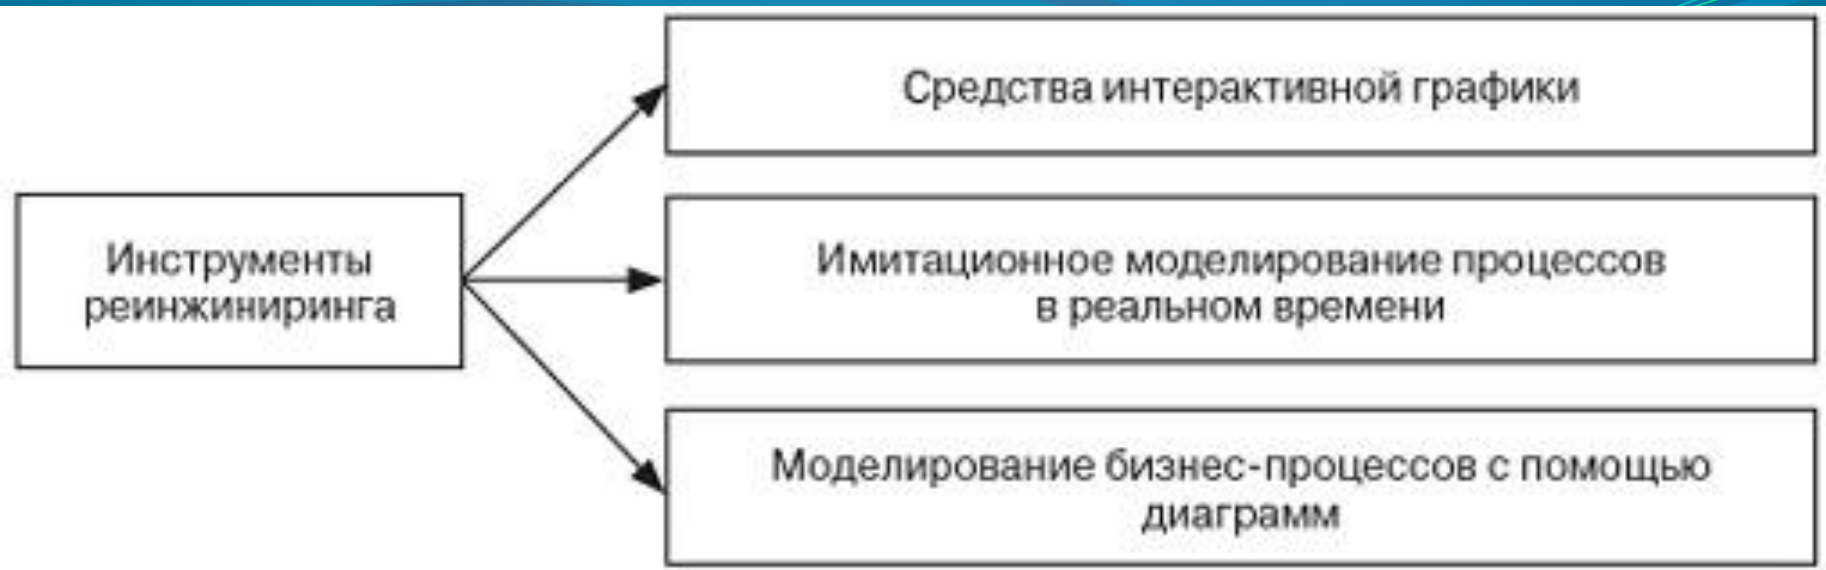 Средства интерактивной графики
Инструменты
реинжиниринга
Имитационное моделирование процессов
в реальном времени
Моделирование бизнес-процессов с помощью
диаграмм